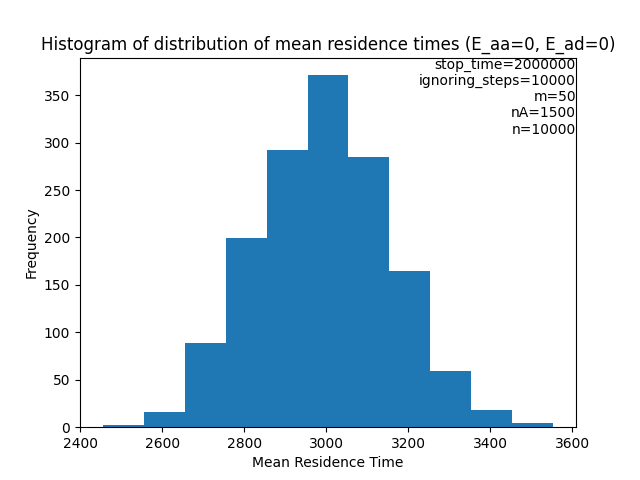 Histogram of distribution of mean residence times (E_aa=0, E_ad=0)
stop_time=2000000
ignoring_steps=10000
m=50
nA=1500
n=10000
350
300
250
200
150
100
50
0
Frequency
2400 2600 2800 3000 3200 3400 3600
Mean Residence Time